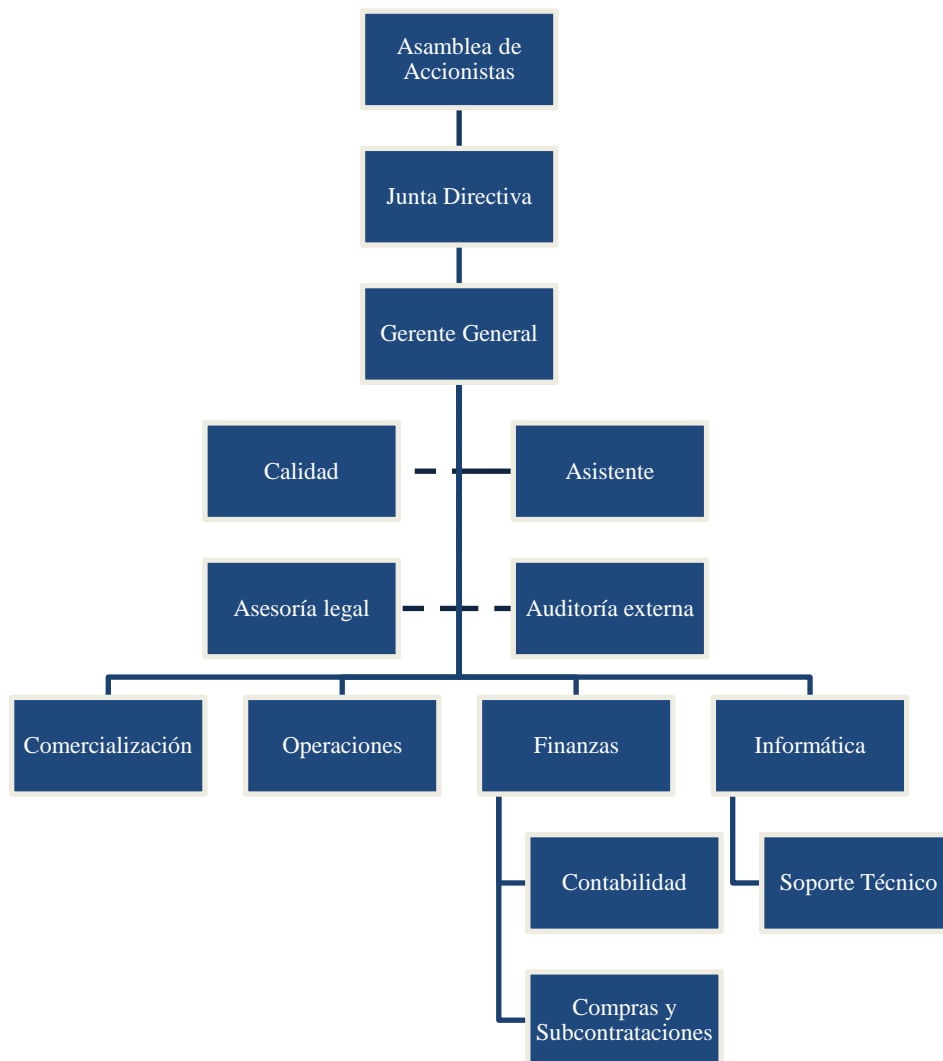 Asamblea de
Accionistas
Junta Directiva
Gerente General
Calidad
Asistente
Asesoría legal
Auditoría externa
Comercialización
Operaciones
Finanzas
Informática
Contabilidad
Soporte Técnico
Compras y
Subcontrataciones